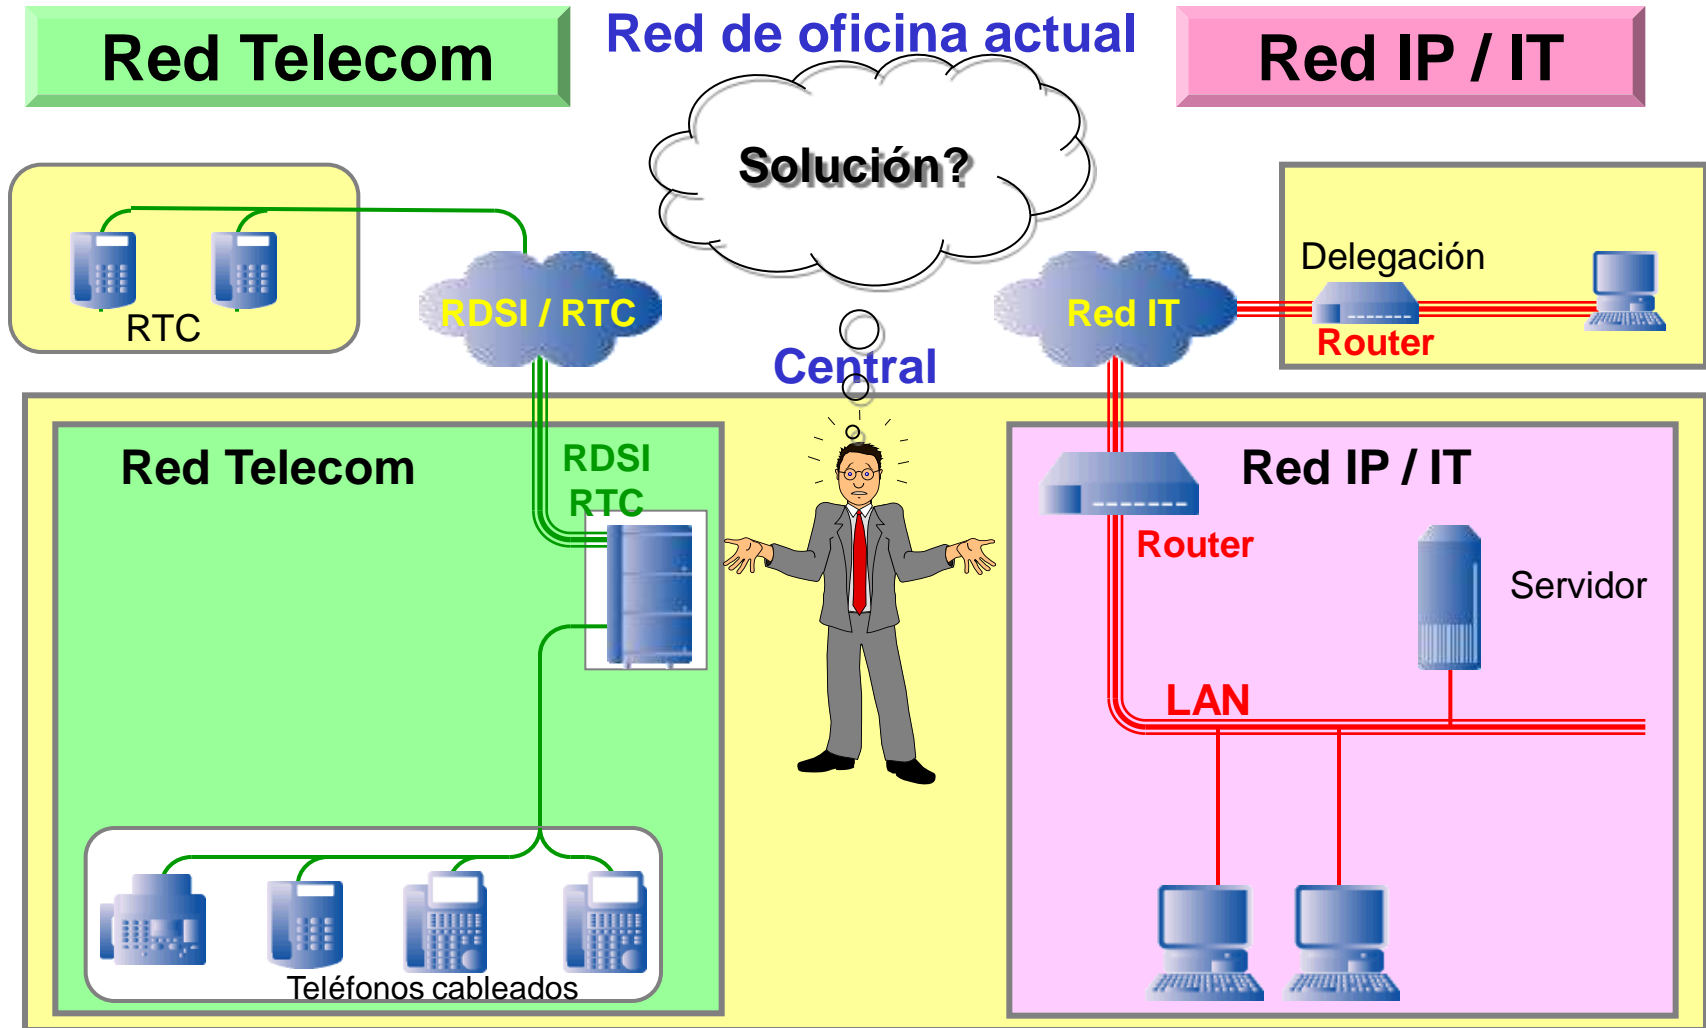 Red Telecom
Red de oficina actual
Red IP / IT
Solución?
RTC
RDSI / RTC
Red IT
Delegación
Router
Central
Red Telecom
RDSI
RTC
Red IP / IT
Router
Servidor
LAN
Teléfonos cableados